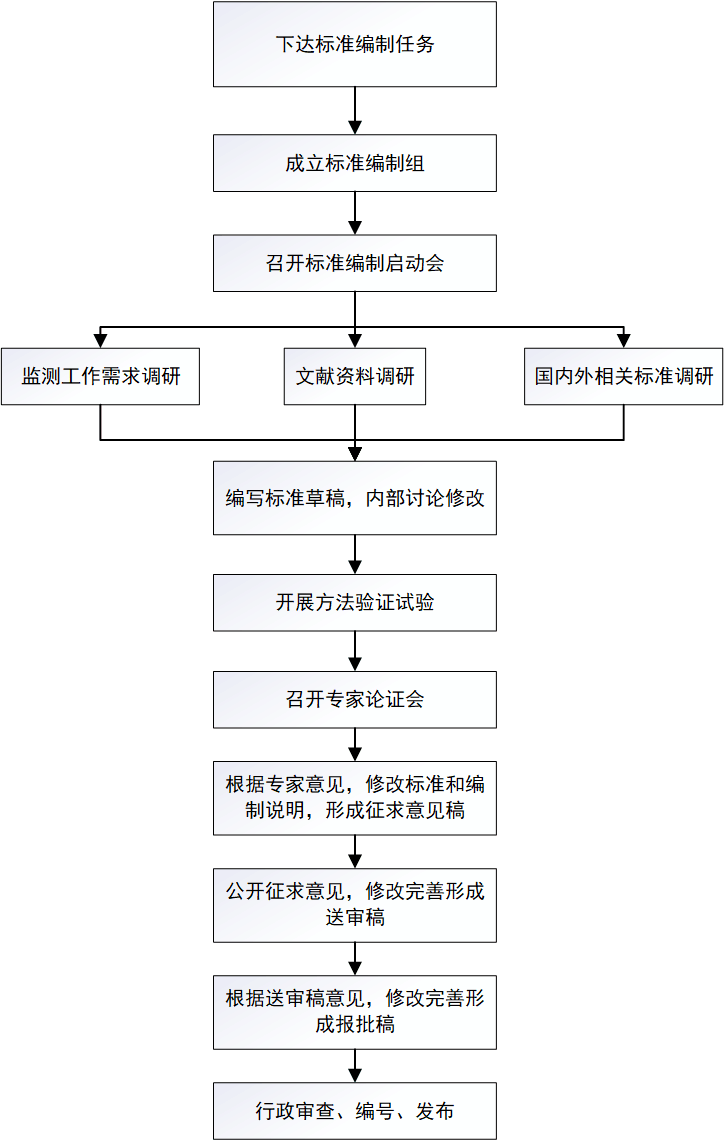 下达标准编制任务
成立标准编制组
召开标准编制启动会
监测工作需求调研
文献资料调研
国内外相关标准调研
编写标准草稿，内部讨论修改
开展方法验证试验
召开专家论证会
根据专家意见，修改标准和编
制说明，形成征求意见稿
公开征求意见，修改完善形成
送审稿
根据送审稿意见，修改完善形
成报批稿
行政审查、编号、发布